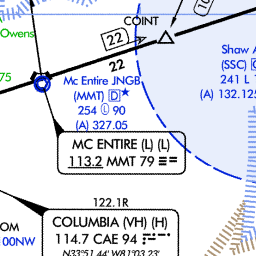 COINT
10
Owens
22
22
Shaw A
(SSC) C
241 L
(A) 132.125
75
Mc Entire JNGB
(MMT) D★
254 L 90
(A) 327.05
MC ENTIRE (L) (L)
113.2 MMT 79
122.1R
COLUMBIA (VH) (H)
114.7 CAE 94
N33°51.44' W81°03.23'
OM
00NW